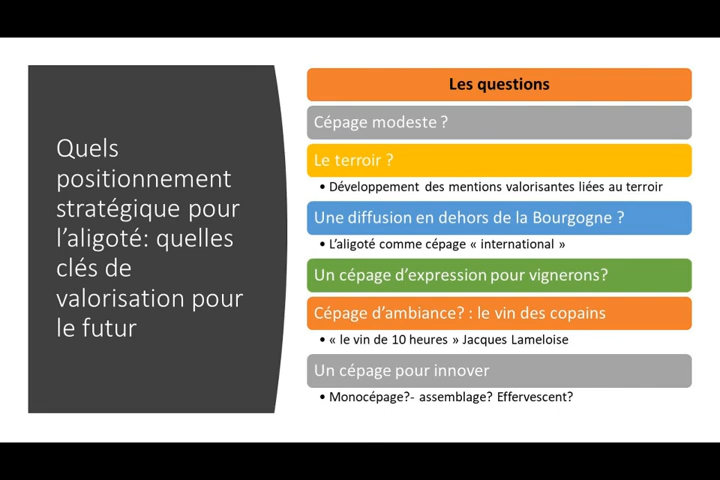 Quels
positionnement
stratégique pour
l'aligoté: quelles
clés de
valorisation pour
le futur
Les questions
Cépage modeste ?
Le terroir ?
• Développement des mentions valorisantes liées au terroir
Une diffusion en dehors de la Bourgogne ?
• L'aligoté comme cépage « international »
Un cépage d'expression pour vignerons?
Cépage d'ambiance? : le vin des copains
• « le vin de 10 heures » Jacques Lameloise
Un cépage pour innover
• Monocépage?- assemblage? Effervescent?